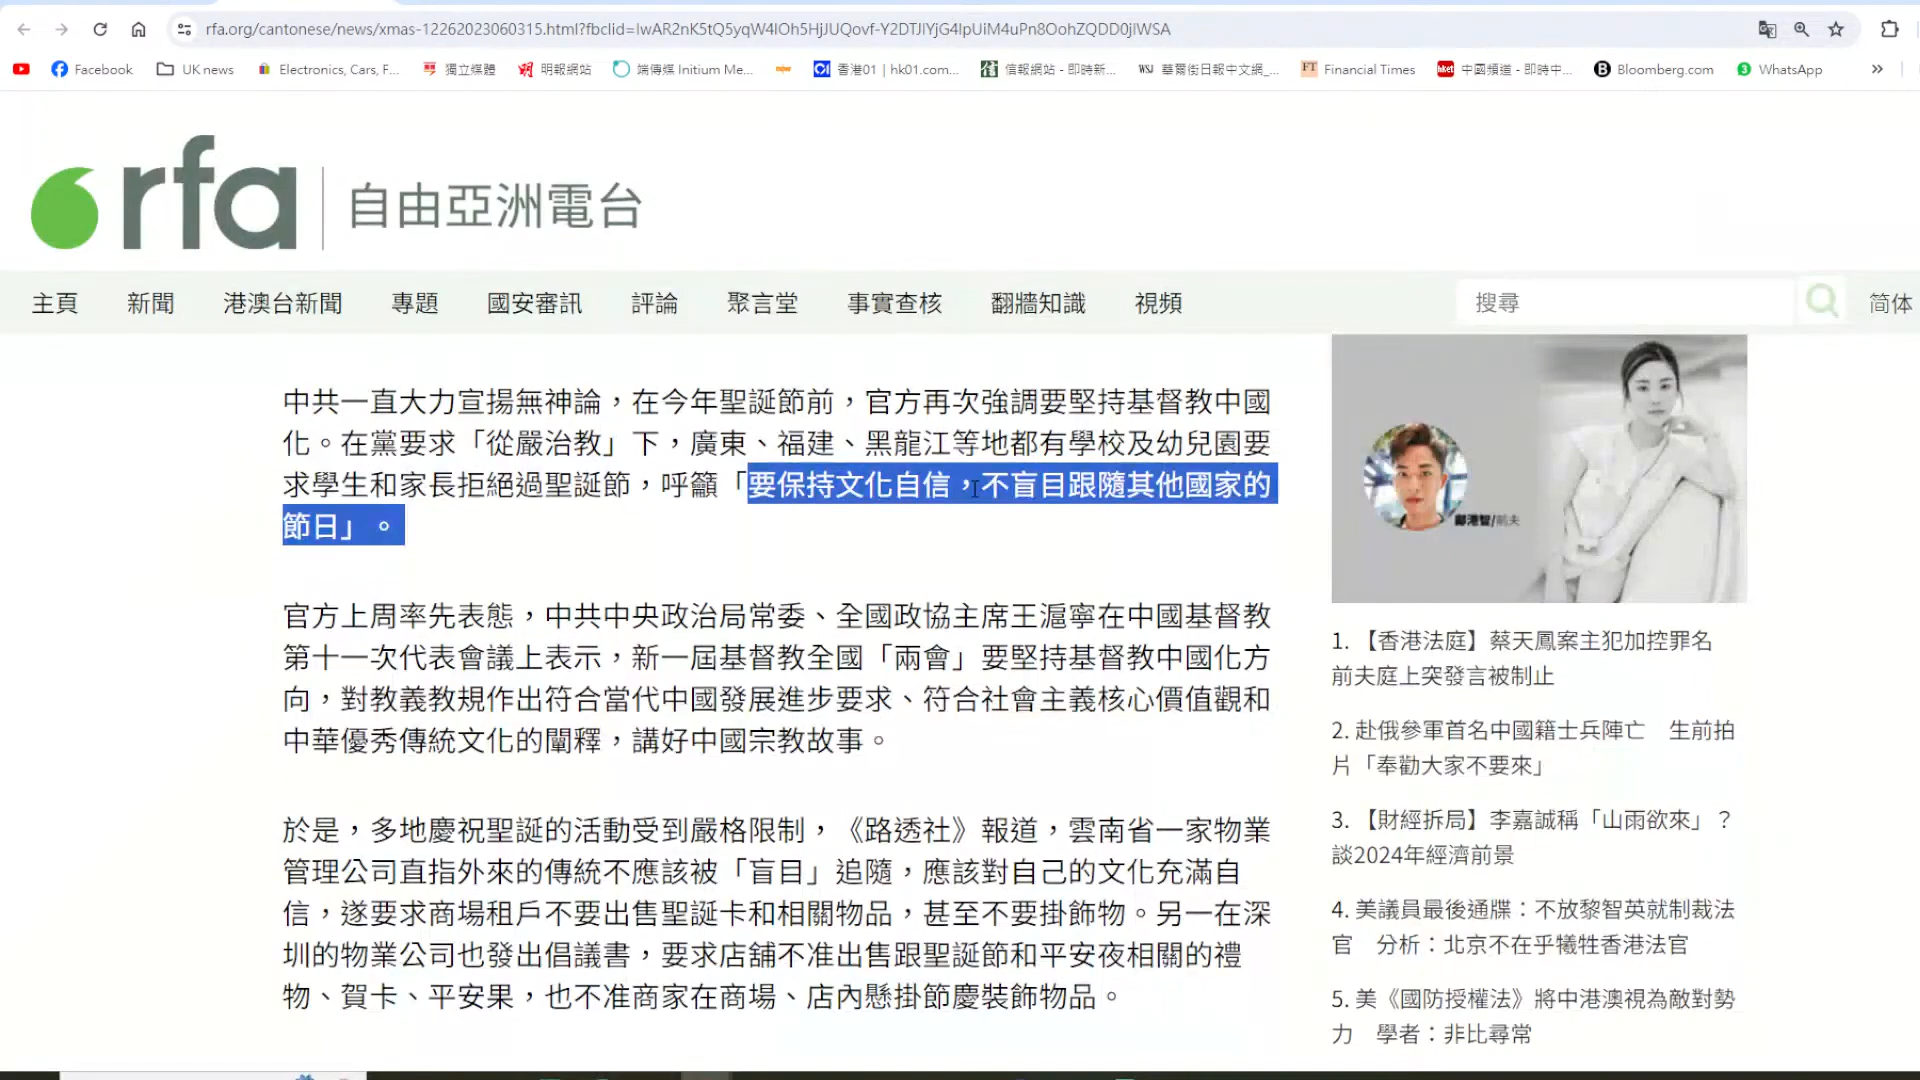 rfa.org/cantonese/news/xmas-12262023060315.html?fbclid=IwAR2nK5tQ5yqW4lOh5HjJUQovf-Y2DTJlYjG4lpUiM4uPn8OohZQDD0jlWSA
Facebook UK news Electronics, Cars, F... 獨立媒體 明報網站 端傳媒 Initium Me... 香港01 | hk01.com... 信報網站 - 即時新... WSJ 華爾街日報中文網_... FT Financial Times hket 中國頻道 - 即時中... Bloomberg.com WhatsApp »
rfa 自由亞洲電台
主頁 新聞 港澳台新聞 專題 國安審訊 評論 聚言堂 事實查核 翻牆知識 視頻 搜尋 简体
中共一直大力宣揚無神論，在今年聖誕節前，官方再次強調要堅持基督教中國
化。在黨要求「從嚴治教」下，廣東、福建、黑龍江等地都有學校及幼兒園要
求學生和家長拒絕過聖誕節，呼籲「要保持文化自信，不盲目跟隨其他國家的
節日」。
官方上周率先表態，中共中央政治局常委、全國政協主席王滬寧在中國基督教
第十一次代表會議上表示，新一屆基督教全國「兩會」要堅持基督教中國化方
向，對教義教規作出符合當代中國發展進步要求、符合社會主義核心價值觀和
中華優秀傳統文化的闡釋，講好中國宗教故事。
於是，多地慶祝聖誕的活動受到嚴格限制，《路透社》報道，雲南省一家物業
管理公司直指外來的傳統不應該被「盲目」追隨，應該對自己的文化充滿自
信，遂要求商場租戶不要出售聖誕卡和相關物品，甚至不要掛飾物。另一在深
圳的物業公司也發出倡議書，要求店舖不准出售跟聖誕節和平安夜相關的禮
物、賀卡、平安果，也不准商家在商場、店內懸掛節慶裝飾物品。
鄺港智/前夫
1. 【香港法庭】蔡天鳳案主犯加控罪名
前夫庭上突發言被制止
2. 赴俄參軍首名中國籍士兵陣亡　生前拍
片「奉勸大家不要來」
3. 【財經拆局】李嘉誠稱「山雨欲來」？
談2024年經濟前景
4. 美議員最後通牒：不放黎智英就制裁法
官　分析：北京不在乎犧牲香港法官
5. 美《國防授權法》將中港澳視為敵對勢
力　學者：非比尋常